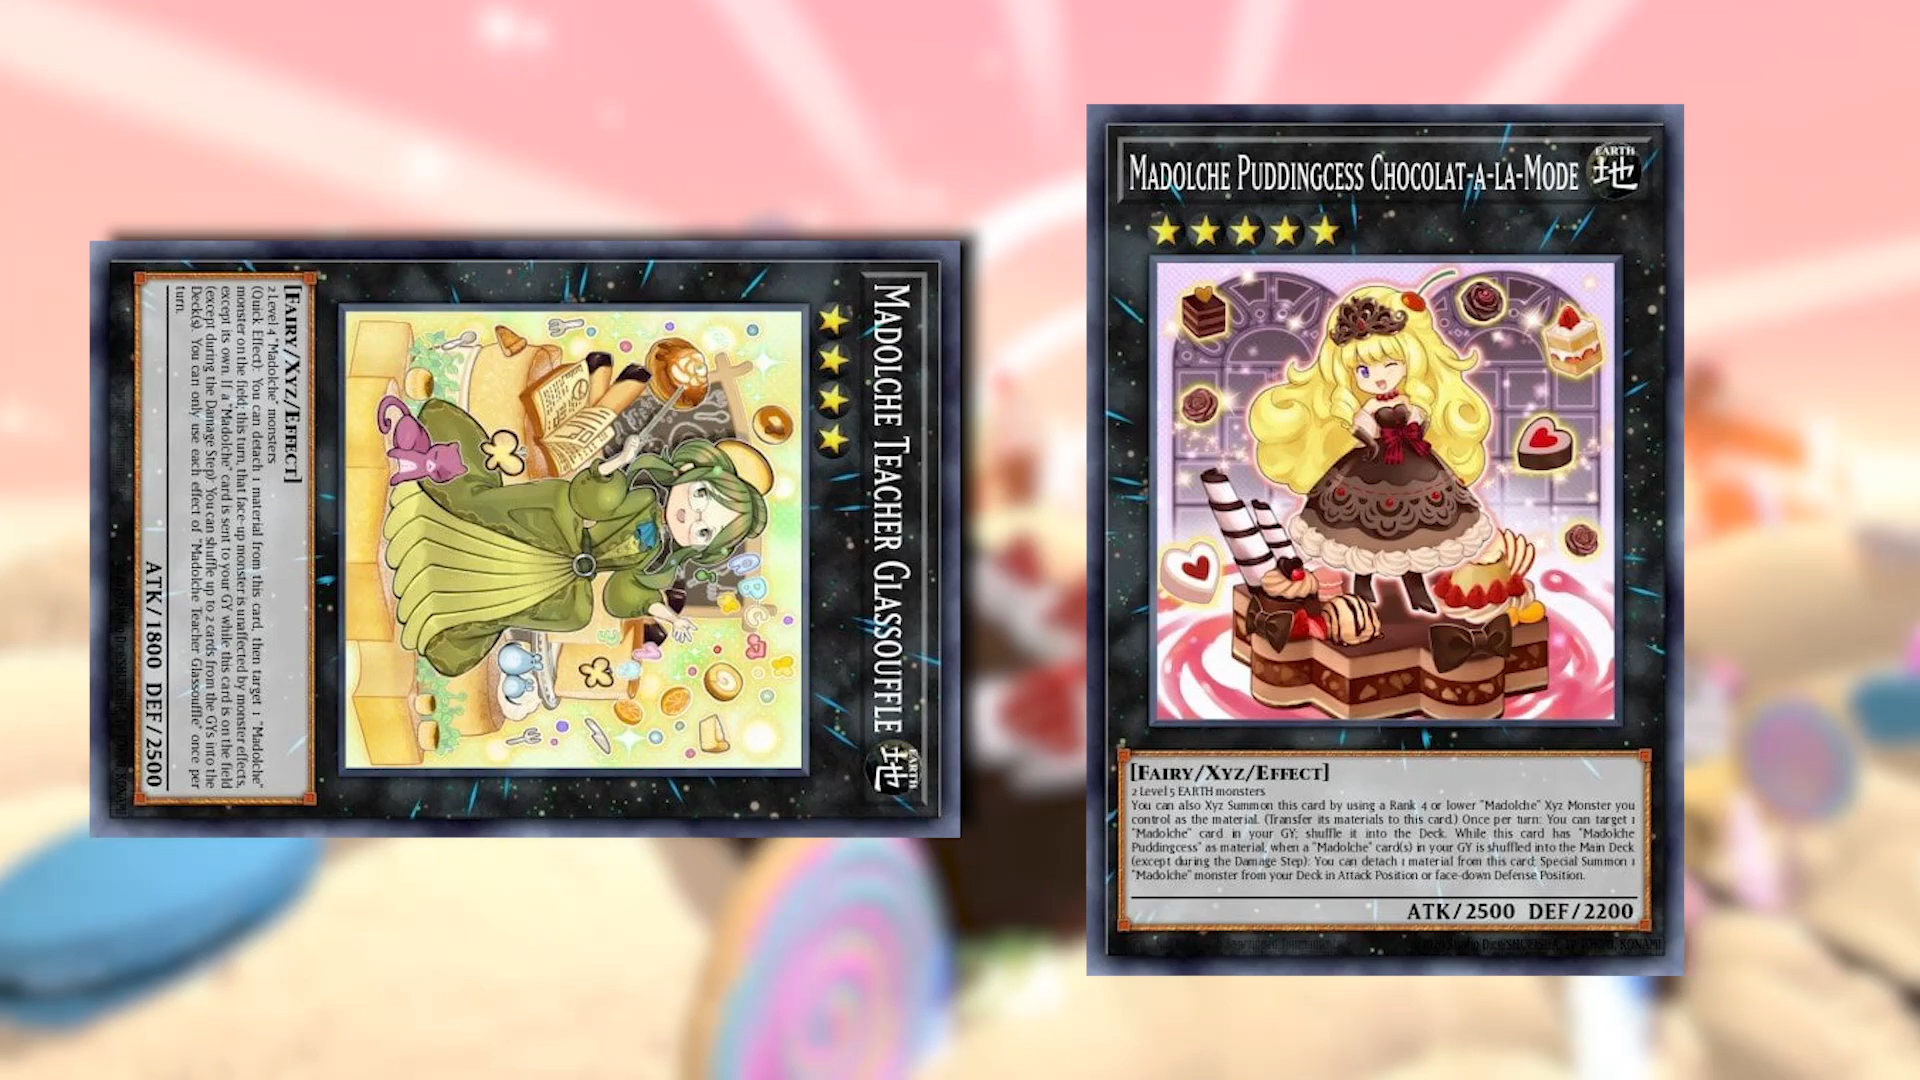 MADOLCHE TEACHER GLASSOUFFLE
EARTH
地
[FAIRY/XYZ/EFFECT]
2 Level 4 "Madolche" monsters
(Quick Effect): You can detach 1 material from this card, then target 1 "Madolche"
monster on the field; this turn, that face-up monster is unaffected by monster effects,
except its own. If a "Madolche" card is sent to your GY while this card is on the field
(except during the Damage Step): You can shuffle up to 2 cards from the GYs into the
Deck(s). You can only use each effect of "Madolche Teacher Glassouffle" once per
turn.
ATK/1800 DEF/2500
MADOLCHE PUDDINGCESS CHOCOLAT-A-LA-MODE
EARTH
地
[FAIRY/XYZ/EFFECT]
2 Level 5 EARTH monsters
You can also Xyz Summon this card by using a Rank 4 or lower "Madolche" Xyz Monster you
control as the material. (Transfer its materials to this card.) Once per turn: You can target 1
"Madolche" card in your GY; shuffle it into the Deck. While this card has "Madolche
Puddingcess" as material, when a "Madolche" card(s) in your GY is shuffled into the Main Deck
(except during the Damage Step): You can detach 1 material from this card; Special Summon 1
"Madolche" monster from your Deck in Attack Position or face-down Defense Position.
ATK/2500 DEF/2200